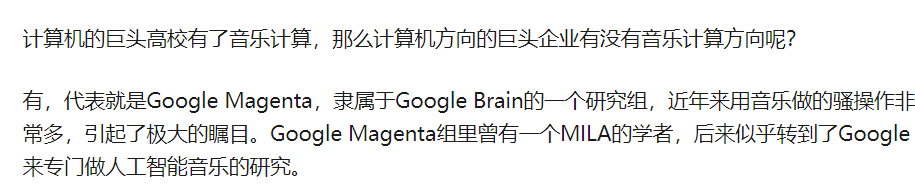 计算机的巨头高校有了音乐计算，那么计算机方向的巨头企业有没有音乐计算方向呢？
有，代表就是Google Magenta，隶属于Google Brain的一个研究组，近年来用音乐做的骚操作非
常多，引起了极大的瞩目。Google Magenta组里曾有一个MILA的学者，后来似乎转到了Google
来专门做人工智能音乐的研究。